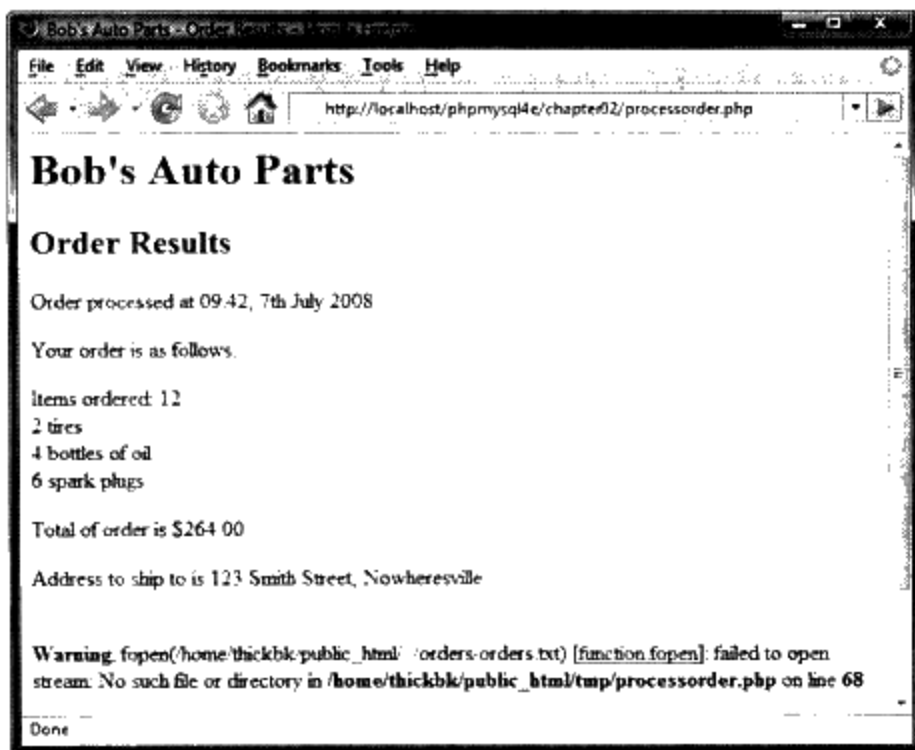 Bob's Auto Parts - Order Results - Mozilla Firefox
File Edit View History Bookmarks Tools Help
http://localhost/phpmysql4e/chapter02/processorder.php
Bob's Auto Parts
Order Results
Order processed at 09:42, 7th July 2008
Your order is as follows.
Items ordered: 12
2 tires
4 bottles of oil
6 spark plugs
Total of order is $264.00
Address to ship to is 123 Smith Street, Nowheresville
Warning: fopen(/home/thickbk/public_html/ /orders/orders.txt) [function.fopen]: failed to open
stream: No such file or directory in /home/thickbk/public_html/tmp/processorder.php on line 68
Done